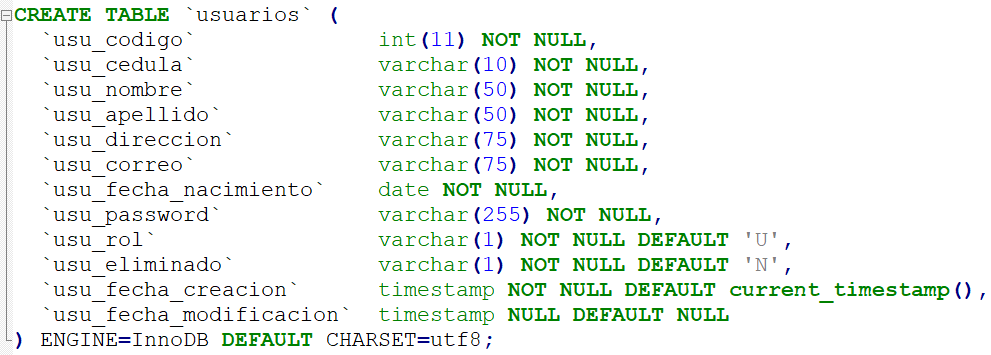 CREATE TABLE `usuarios` (
`usu_codigo` int(11) NOT NULL,
`usu_cedula` varchar(10) NOT NULL,
`usu_nombre` varchar(50) NOT NULL,
`usu_apellido` varchar(50) NOT NULL,
`usu_direccion` varchar(75) NOT NULL,
`usu_correo` varchar(75) NOT NULL,
`usu_fecha_nacimiento` date NOT NULL,
`usu_password` varchar(255) NOT NULL,
`usu_rol` varchar(1) NOT NULL DEFAULT 'U',
`usu_eliminado` varchar(1) NOT NULL DEFAULT 'N',
`usu_fecha_creacion` timestamp NOT NULL DEFAULT current_timestamp(),
`usu_fecha_modificacion` timestamp NULL DEFAULT NULL
) ENGINE=InnoDB DEFAULT CHARSET=utf8;